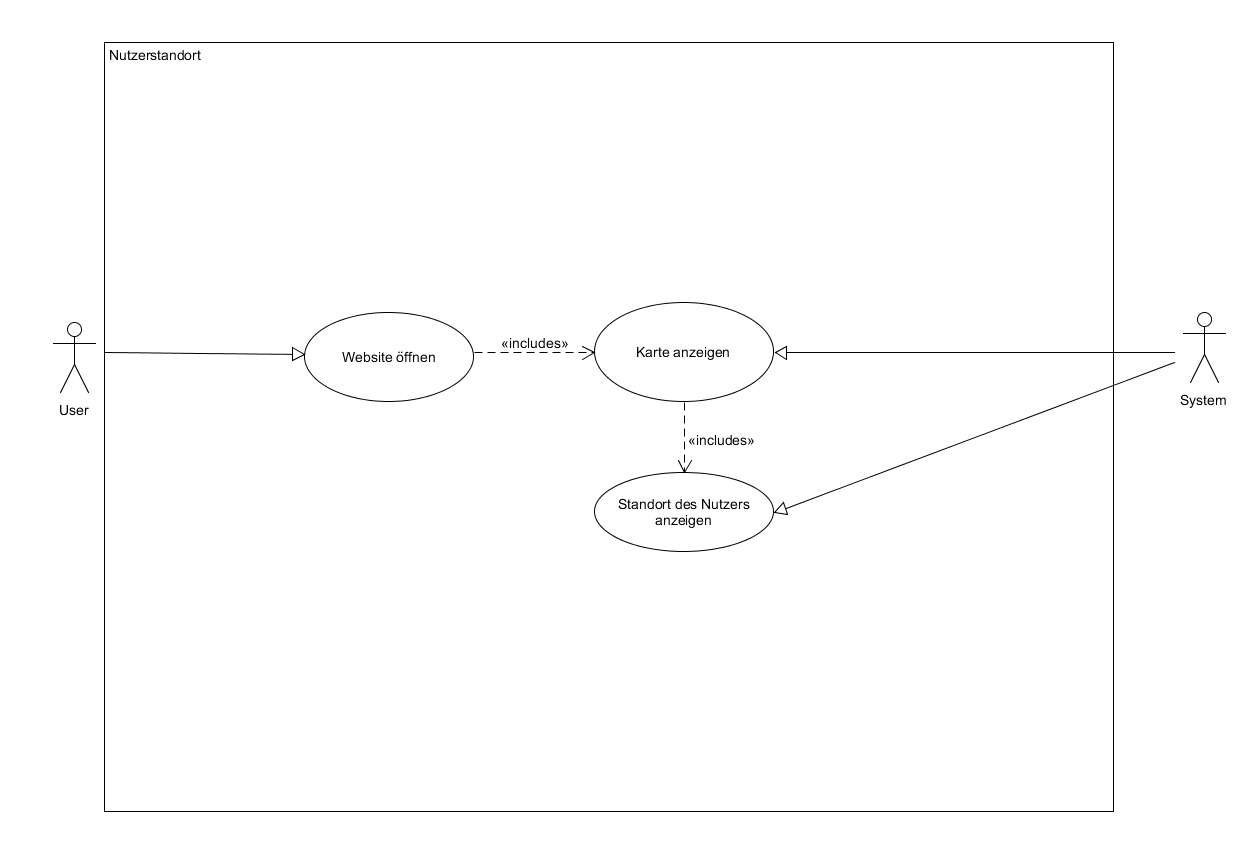 Nutzerstandort
Website öffnen
«includes»
Karte anzeigen
User
System
«includes»
Standort des Nutzers
anzeigen